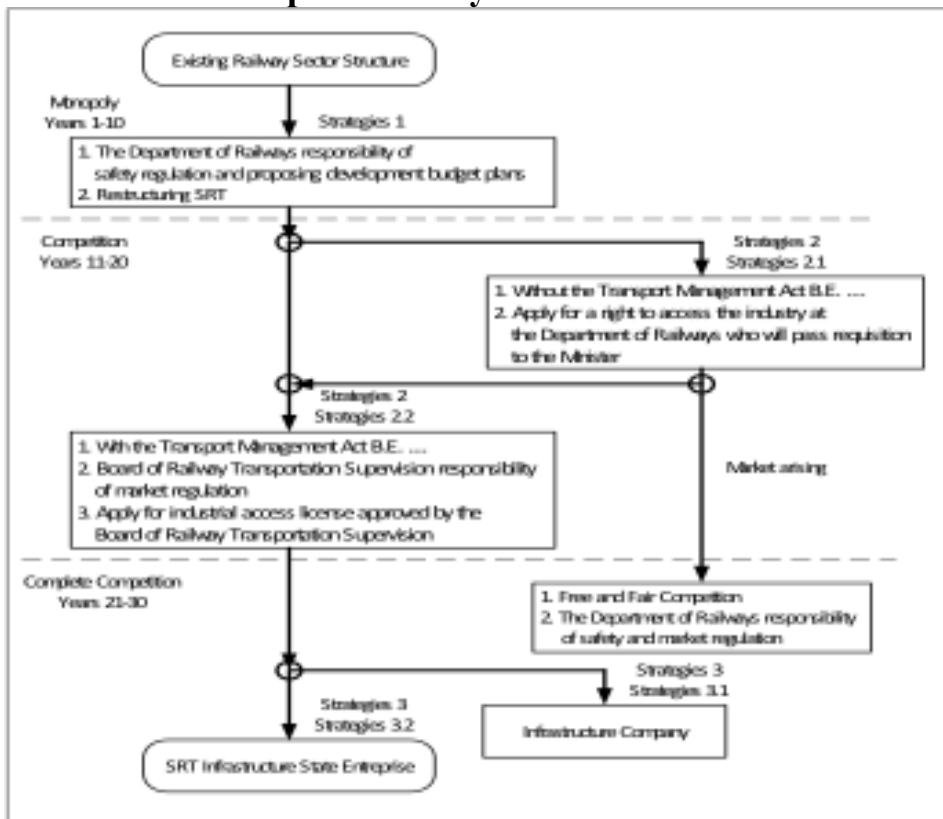 Existing Railway Sector Structure
Monopoly
Years 1-10
Strategies 1
1. The Department of Railways responsibility of
safety regulation and proposing development budget plans
2. Restructuring SRT
Competition
Years 11-20
Strategies 2
Strategies 2.1
1. Without the Transport Management Act B.E. ....
2. Apply for a right to access the industry at
the Department of Railways who will pass requisition
to the Minister
Strategies 2
Strategies 2.2
1. With the Transport Management Act B.E. ....
2. Board of Railway Transportation Supervision responsibility
of market regulation
3. Apply for industrial access license approved by the
Board of Railway Transportation Supervision
Market arising
Complete Competition
Years 21-30
1. Free and Fair Competition
2. The Department of Railways responsibility
of safety and market regulation
Strategies 3
Strategies 3.1
Infrastructure Company
Strategies 3
Strategies 3.2
SRT Infrastructure State Entreprise